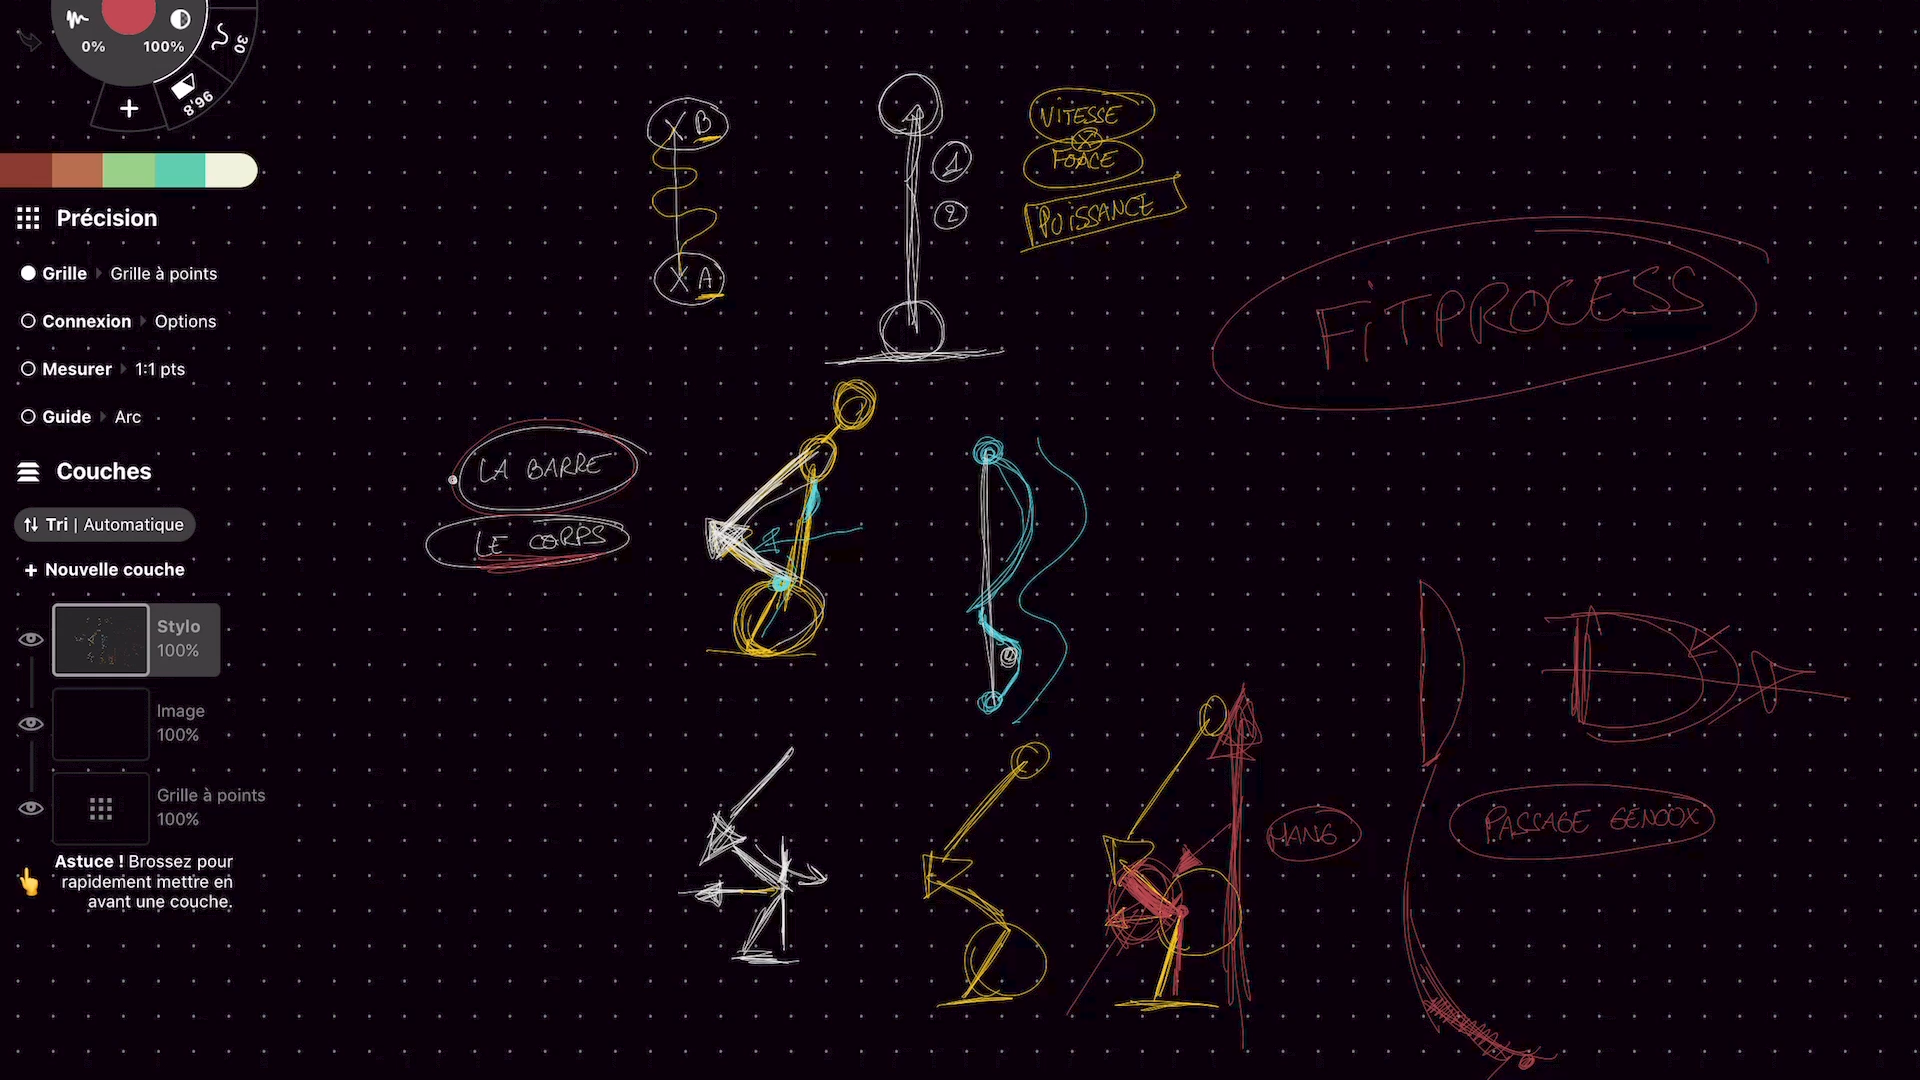 0%
100%
30
8,96
Précision
Grille Grille à points
Connexion Options
Mesurer 1:1 pts
Guide Arc
Couches
Tri | Automatique
+ Nouvelle couche
Stylo
100%
Image
100%
Grille à points
100%
Astuce ! Brossez pour
rapidement mettre en
avant une couche.
X B
X A
1
2
VITESSE
X
FORCE
PUISSANCE
FITPROCESS
LA BARRE
LE CORPS
HANG
PASSAGE GENOUX